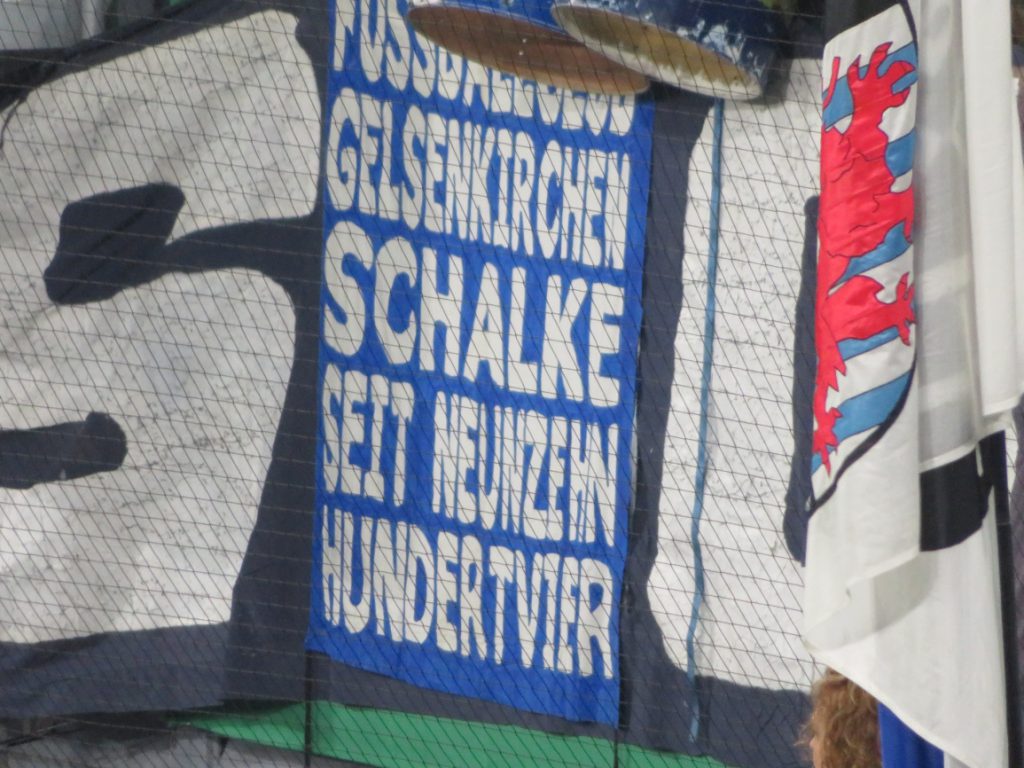 GELSENKIRCHEN
SCHALKE
SEIT NEUNZEHN
HUNDERTVIER